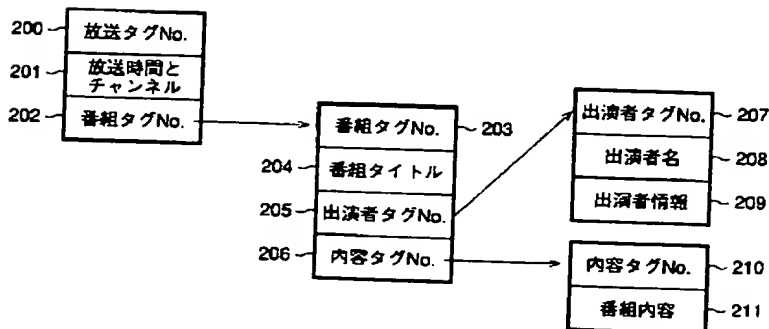 200
放送タグNo.
201
放送時間と
チャンネル
202
番組タグNo.
番組タグNo.
203
204
番組タイトル
205
出演者タグNo.
206
内容タグNo.
出演者タグNo.
207
出演者名
208
出演者情報
209
内容タグNo.
210
番組内容
211